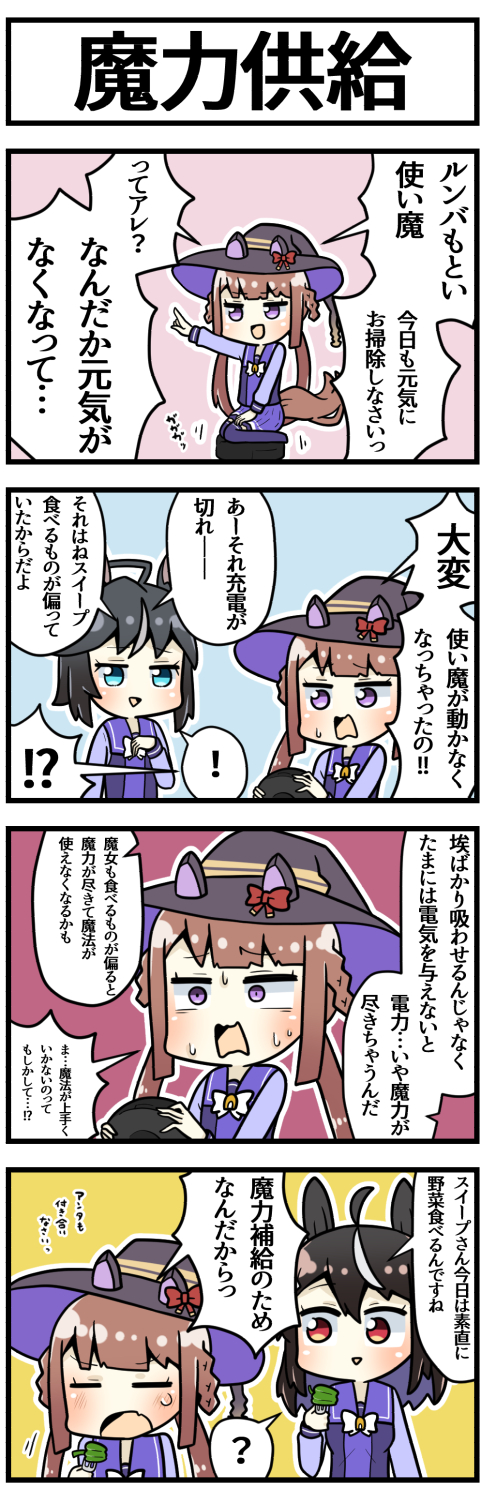 魔力供給
ルンバもとい
使い魔
今日も元気に
お掃除しなさいっ
ってアレ?
なんだか元気が
なくなって…
ガガガッ
大変
使い魔が動かなく
なっちゃったの!!
あーそれ充電が
切れ――
それはねスイープ
食べるものが偏って
いたからだよ
!
!?
埃ばかり吸わせるんじゃなく
たまには電気を与えないと
電力…いや魔力が
尽きちゃうんだ
魔女も食べるものが偏ると
魔力が尽きて魔法が
使えなくなるかも
ま…魔法が上手く
いかないのって
もしかして…!?
スイープさん今日は素直に
野菜食べるんですね
魔力補給のため
なんだからっ
?
アンタも
付き合い
なさいっ